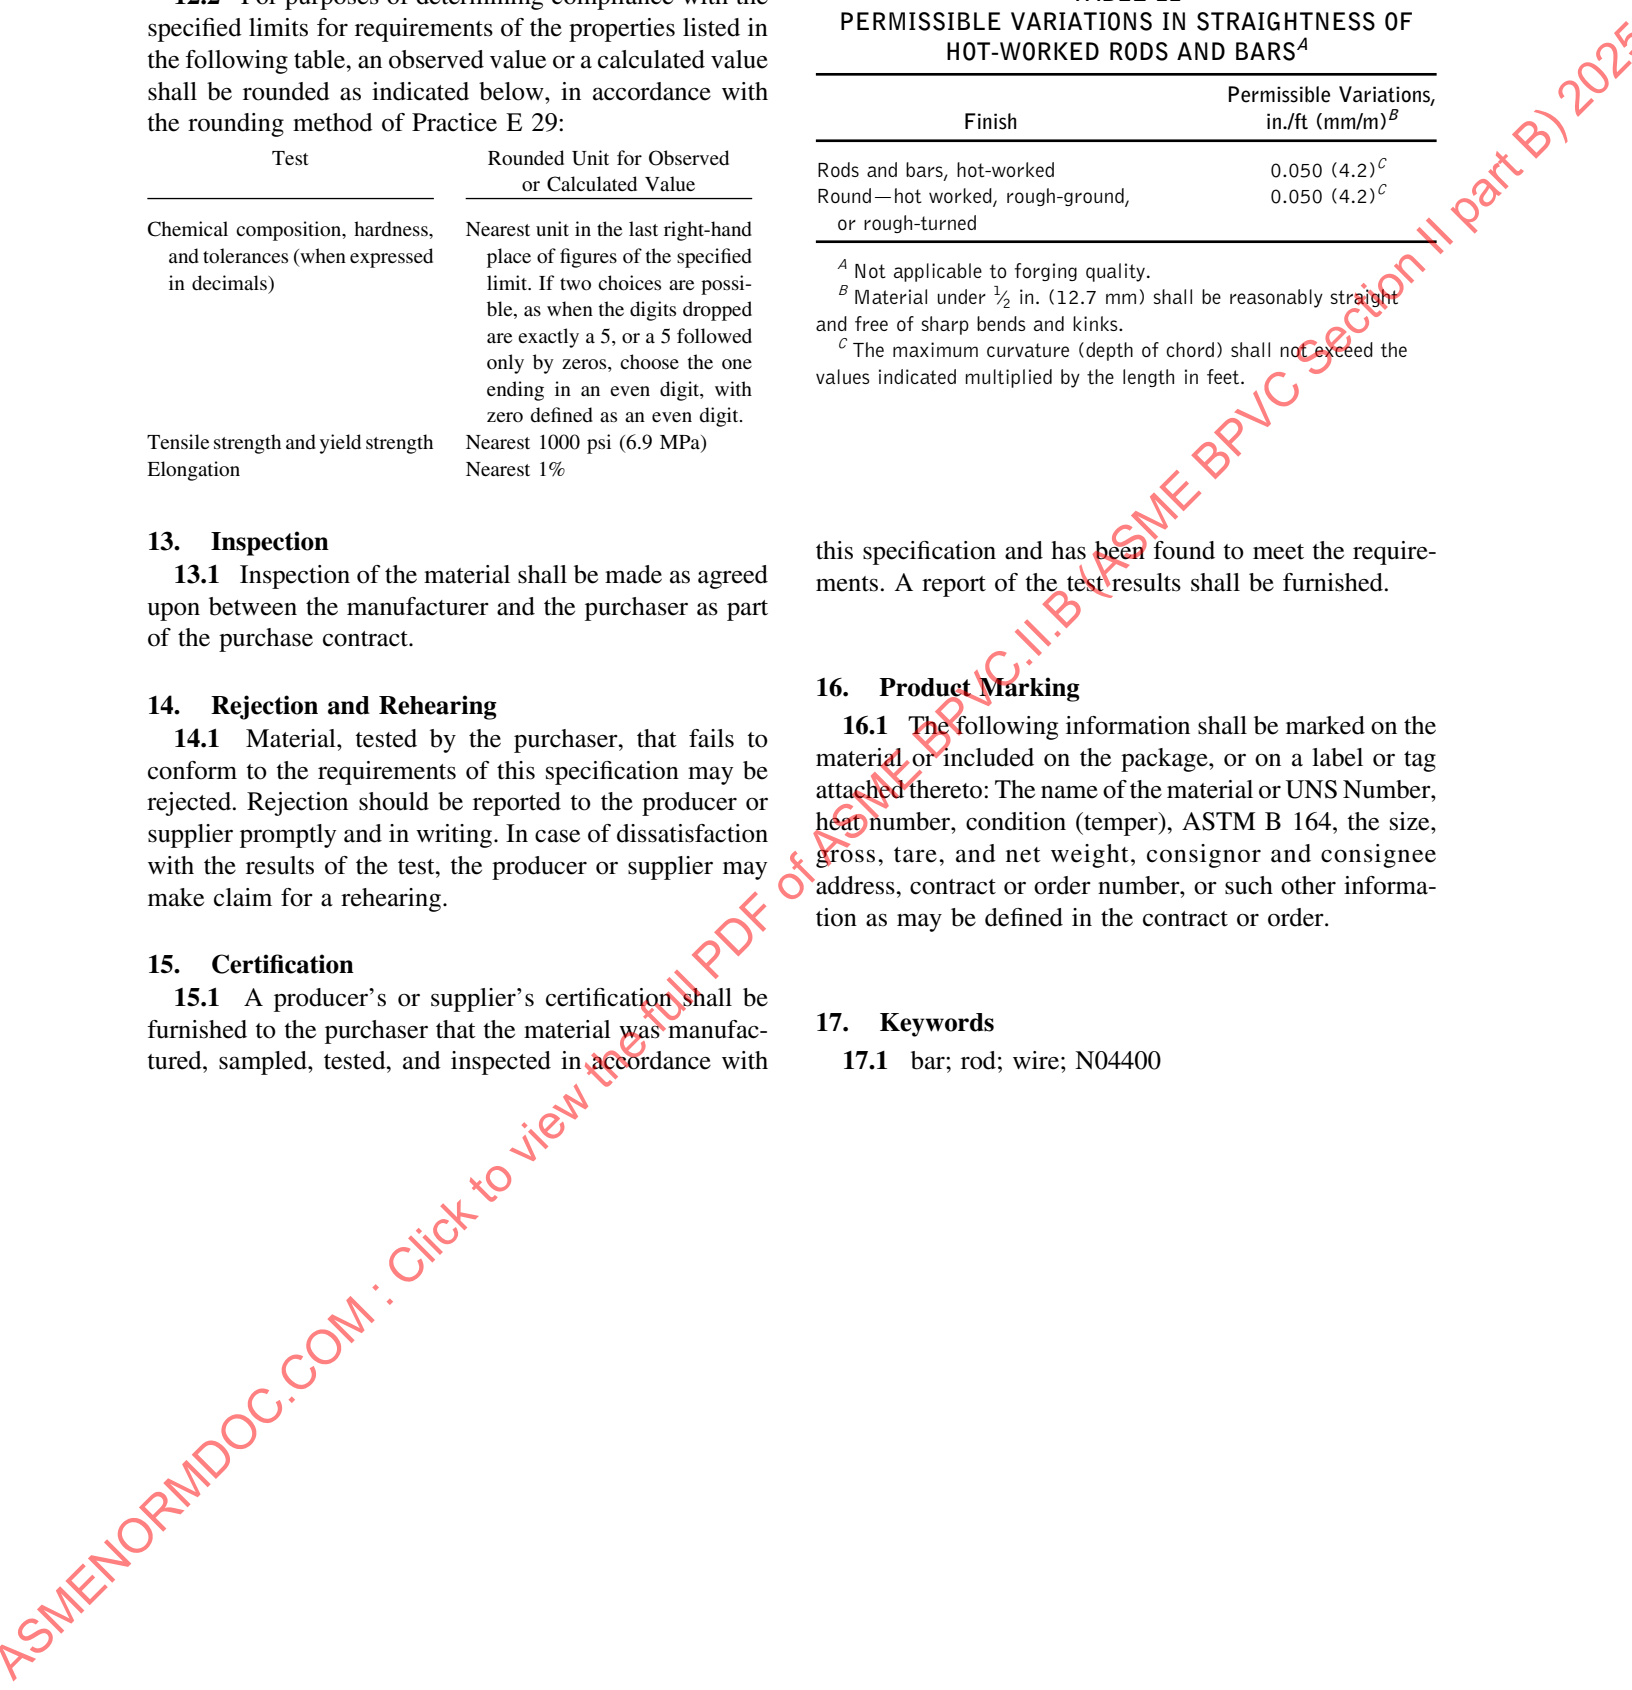 12.2 For purposes of determining compliance with the
specified limits for requirements of the properties listed in
the following table, an observed value or a calculated value
shall be rounded as indicated below, in accordance with
the rounding method of Practice E 29:
Test
Rounded Unit for Observed
or Calculated Value
Chemical composition, hardness,
and tolerances (when expressed
in decimals)
Nearest unit in the last right-hand
place of figures of the specified
limit. If two choices are possi-
ble, as when the digits dropped
are exactly a 5, or a 5 followed
only by zeros, choose the one
ending in an even digit, with
zero defined as an even digit.
Tensile strength and yield strength Nearest 1000 psi (6.9 MPa)
Elongation Nearest 1%
13. Inspection
13.1 Inspection of the material shall be made as agreed
upon between the manufacturer and the purchaser as part
of the purchase contract.
14. Rejection and Rehearing
14.1 Material, tested by the purchaser, that fails to
conform to the requirements of this specification may be
rejected. Rejection should be reported to the producer or
supplier promptly and in writing. In case of dissatisfaction
with the results of the test, the producer or supplier may
make claim for a rehearing.
15. Certification
15.1 A producer's or supplier's certification shall be
furnished to the purchaser that the material was manufac-
tured, sampled, tested, and inspected in accordance with
PERMISSIBLE VARIATIONS IN STRAIGHTNESS OF
HOT-WORKED RODS AND BARS^A
Finish
Permissible Variations,
in./ft (mm/m)^B
Rods and bars, hot-worked 0.050 (4.2)^C
Round—hot worked, rough-ground, 0.050 (4.2)^C
or rough-turned
^A Not applicable to forging quality.
^B Material under 1/2 in. (12.7 mm) shall be reasonably straight
and free of sharp bends and kinks.
^C The maximum curvature (depth of chord) shall not exceed the
values indicated multiplied by the length in feet.
this specification and has been found to meet the require-
ments. A report of the test results shall be furnished.
16. Product Marking
16.1 The following information shall be marked on the
material or included on the package, or on a label or tag
attached thereto: The name of the material or UNS Number,
heat number, condition (temper), ASTM B 164, the size,
gross, tare, and net weight, consignor and consignee
address, contract or order number, or such other informa-
tion as may be defined in the contract or order.
17. Keywords
17.1 bar; rod; wire; N04400
ASMENORMDOC.COM : Click to view the full PDF of ASME BPVC.II.B (ASME BPVC Section II part B) 2025